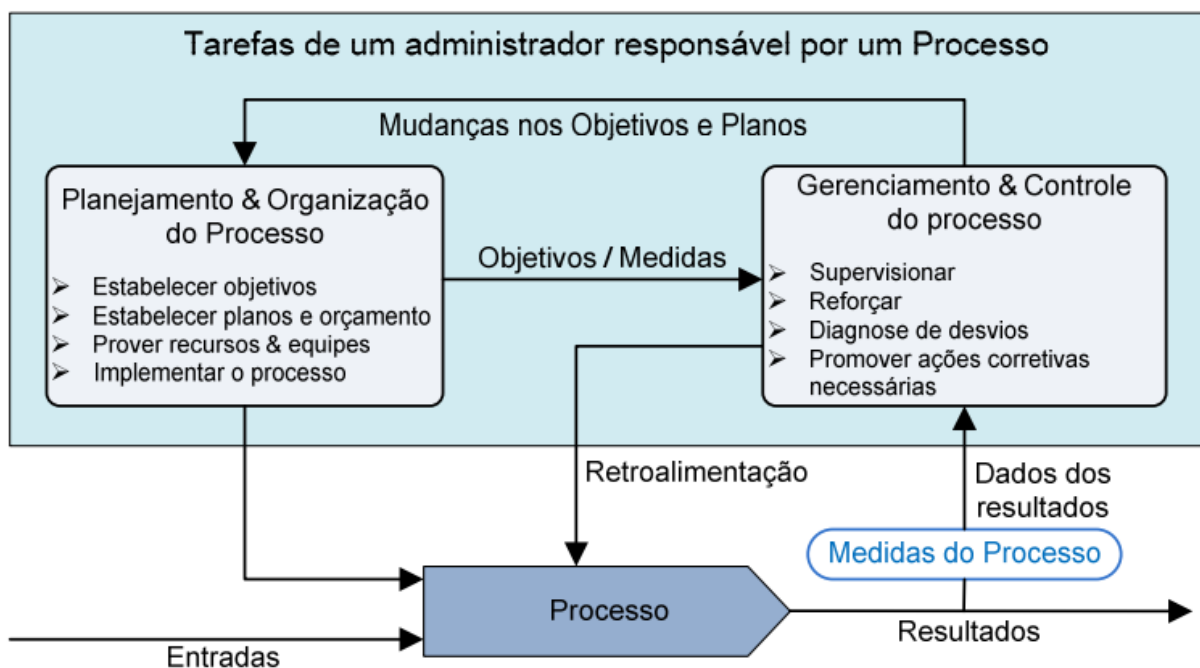 Tarefas de um administrador responsável por um Processo
Mudanças nos Objetivos e Planos
Planejamento & Organização
do Processo
➢ Estabelecer objetivos
➢ Estabelecer planos e orçamento
➢ Prover recursos & equipes
➢ Implementar o processo
Objetivos / Medidas
Gerenciamento & Controle
do processo
➢ Supervisionar
➢ Reforçar
➢ Diagnose de desvios
➢ Promover ações corretivas
necessárias
Retroalimentação
Dados dos
resultados
Medidas do Processo
Processo
Resultados
Entradas